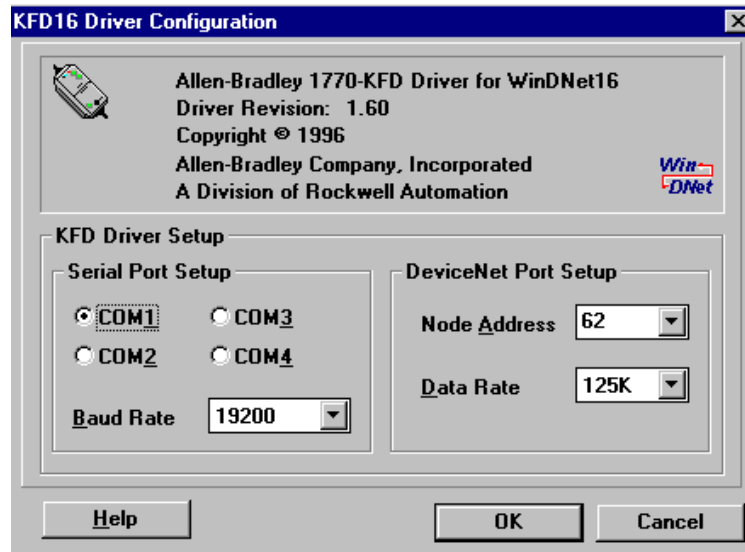 KFD16 Driver Configuration
Allen-Bradley 1770-KFD Driver for WinDNet16
Driver Revision: 1.60
Copyright © 1996
Allen-Bradley Company, Incorporated
A Division of Rockwell Automation
Win
DNet
KFD Driver Setup
Serial Port Setup
COM1
COM3
COM2
COM4
Baud Rate
19200
DeviceNet Port Setup
Node Address
62
Data Rate
125K
Help
OK
Cancel